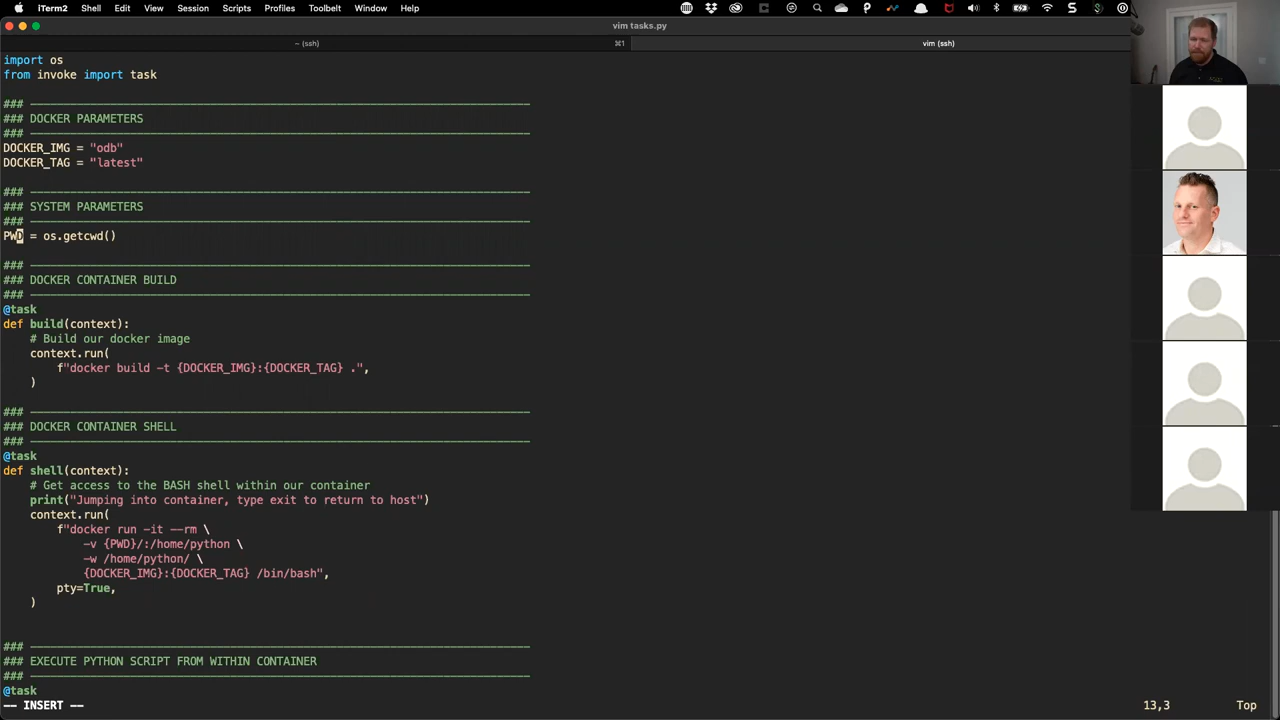 iTerm2 Shell Edit View Session Scripts Profiles Toolbelt Window Help
vim tasks.py
~ (ssh) ⌘1 vim (ssh)
import os
from invoke import task
### ---------------------------------------------------------------------------
### DOCKER PARAMETERS
### ---------------------------------------------------------------------------
DOCKER_IMG = "odb"
DOCKER_TAG = "latest"
### ---------------------------------------------------------------------------
### SYSTEM PARAMETERS
### ---------------------------------------------------------------------------
PWD = os.getcwd()
### ---------------------------------------------------------------------------
### DOCKER CONTAINER BUILD
### ---------------------------------------------------------------------------
@task
def build(context):
# Build our docker image
context.run(
f"docker build -t {DOCKER_IMG}:{DOCKER_TAG} .",
)
### ---------------------------------------------------------------------------
### DOCKER CONTAINER SHELL
### ---------------------------------------------------------------------------
@task
def shell(context):
# Get access to the BASH shell within our container
print("Jumping into container, type exit to return to host")
context.run(
f"docker run -it --rm \
-v {PWD}/:/home/python \
-w /home/python/ \
{DOCKER_IMG}:{DOCKER_TAG} /bin/bash",
pty=True,
)
### ---------------------------------------------------------------------------
### EXECUTE PYTHON SCRIPT FROM WITHIN CONTAINER
### ---------------------------------------------------------------------------
@task
-- INSERT -- 13,3 Top